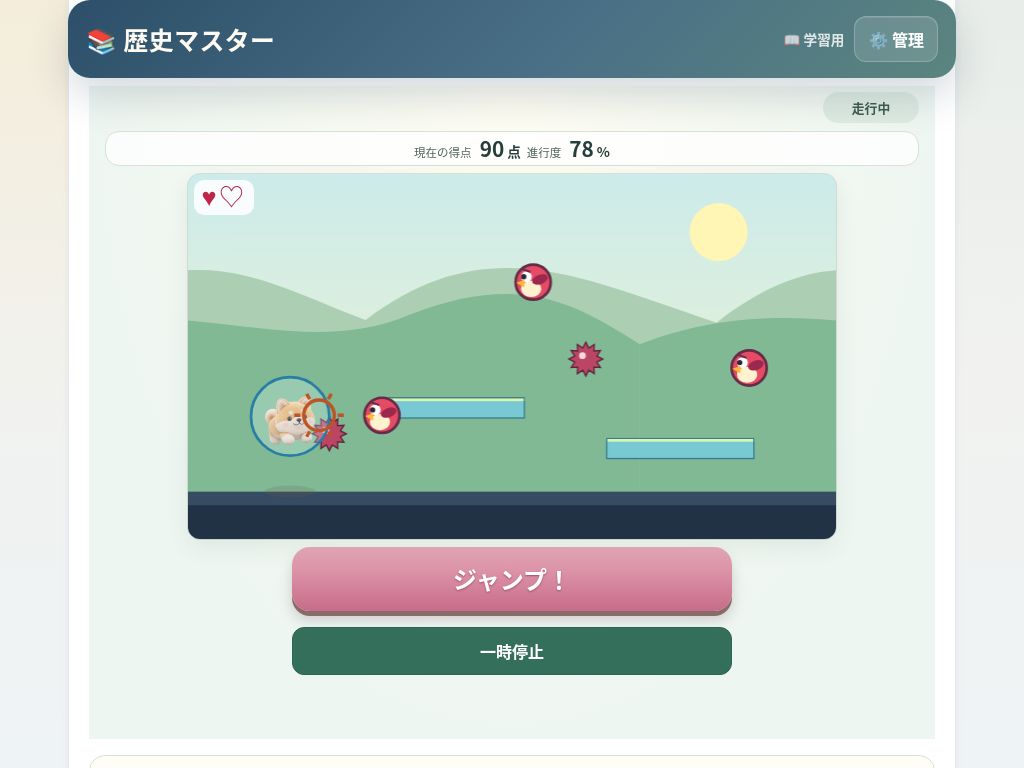 📚 歴史マスター
📖 学習用
⚙️ 管理
走行中
現在の得点 90 点 進行度 78 %
♥♡
ジャンプ！
一時停止